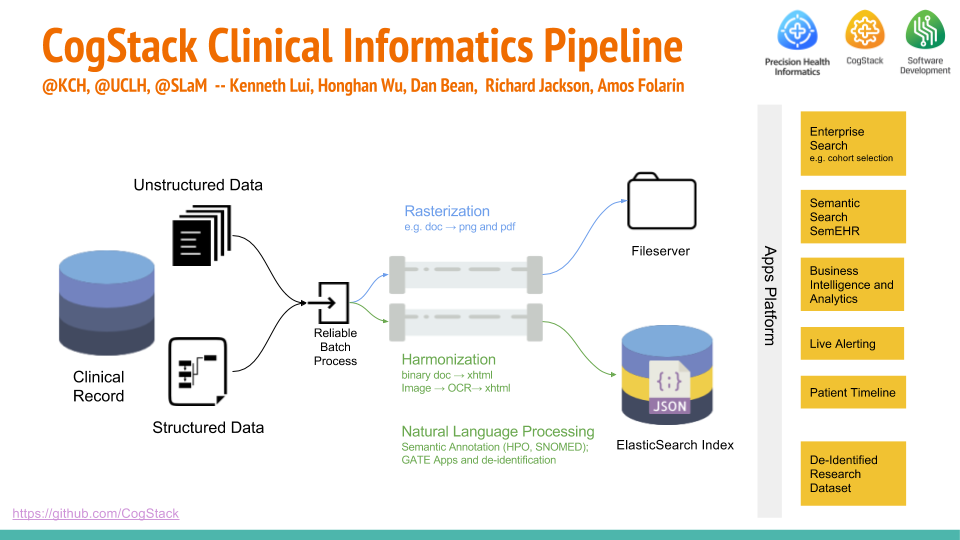 CogStack Clinical Informatics Pipeline
@KCH, @UCLH, @SLaM -- Kenneth Lui, Honghan Wu, Dan Bean, Richard Jackson, Amos Folarin
Precision Health
Informatics
CogStack
Software
Development
Unstructured Data
Clinical
Record
Structured Data
Reliable
Batch
Process
Rasterization
e.g. doc → png and pdf
Harmonization
binary doc → xhtml
Image → OCR→ xhtml
Natural Language Processing
Semantic Annotation (HPO, SNOMED);
GATE Apps and de-identification
Fileserver
{;}
JSON
ElasticSearch Index
Apps Platform
Enterprise
Search
e.g. cohort selection
Semantic
Search
SemEHR
Business
Intelligence and
Analytics
Live Alerting
Patient Timeline
De-Identified
Research
Dataset
https://github.com/CogStack